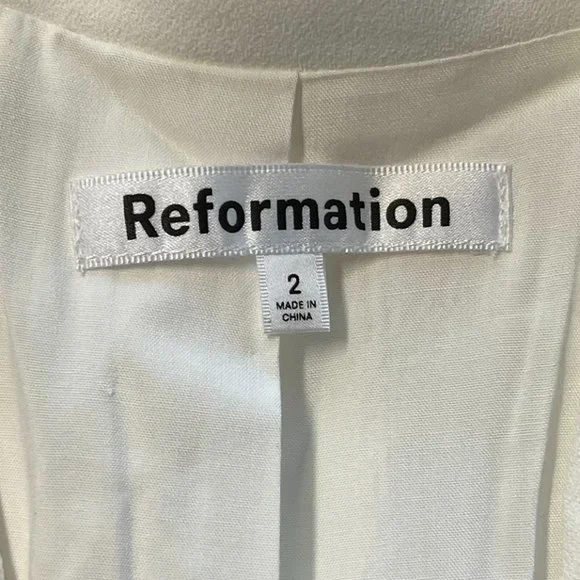 Reformation
2
MADE IN
CHINA